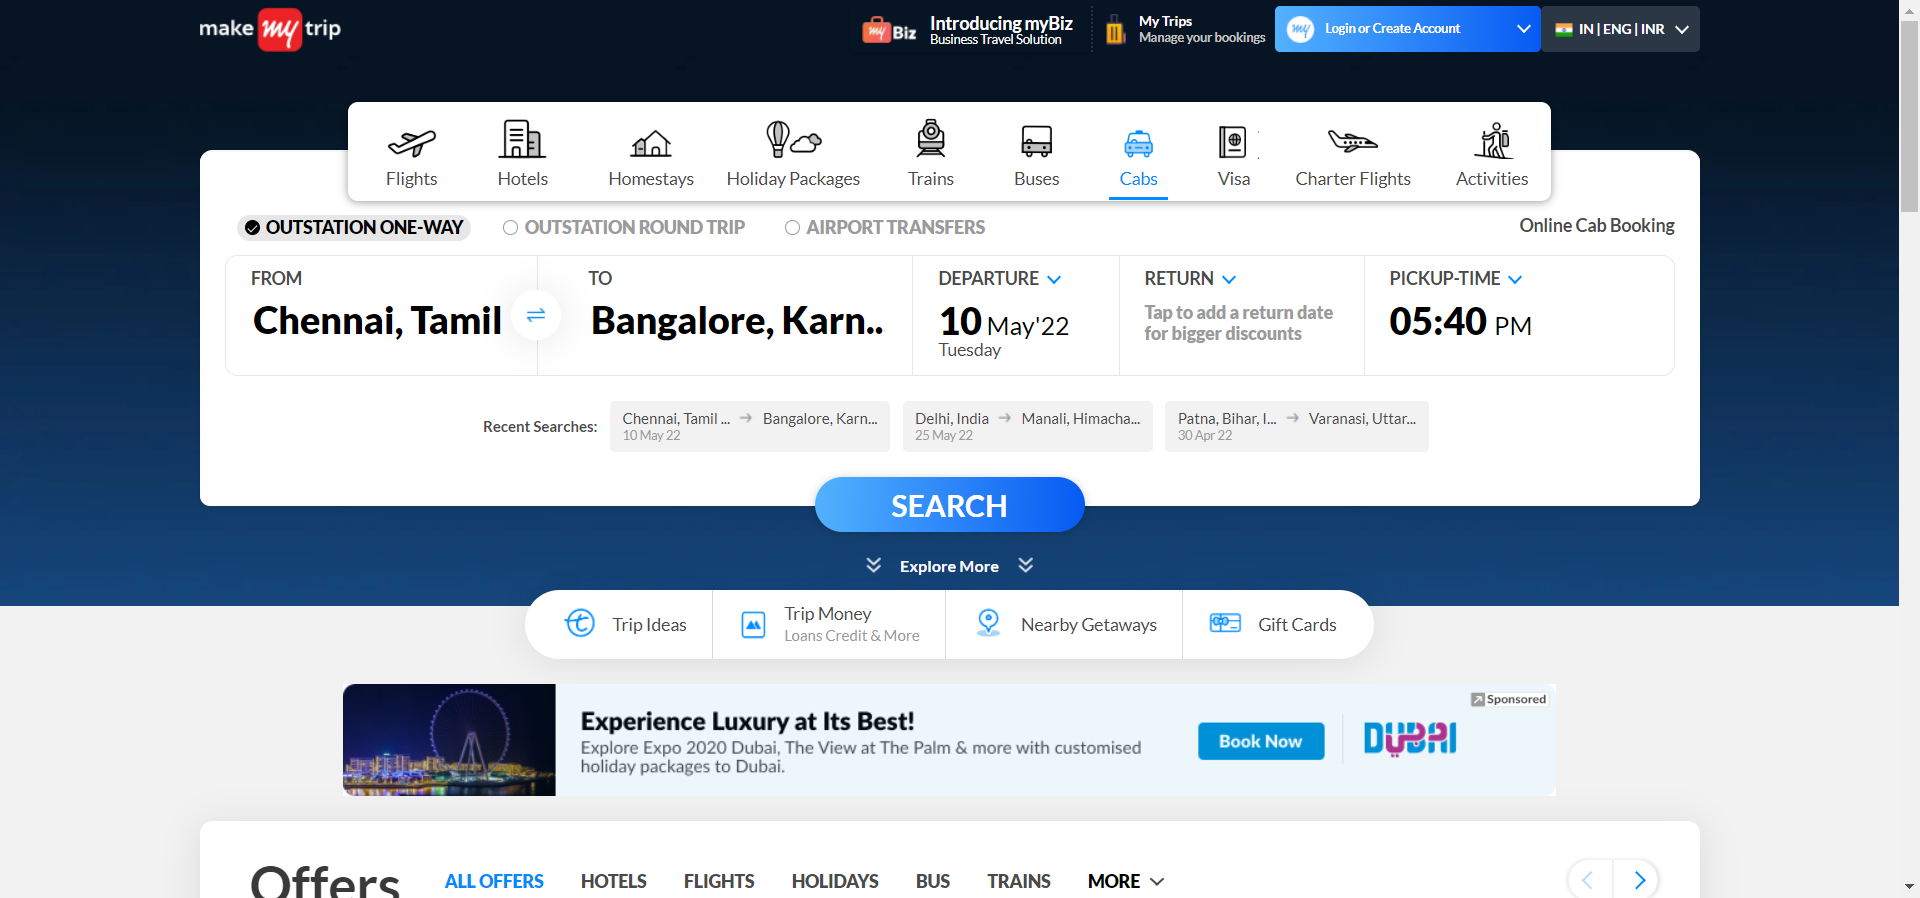 make my trip
my Biz
Introducing myBiz
Business Travel Solution
My Trips
Manage your bookings
my
Login or Create Account
IN | ENG | INR
Flights
Hotels
Homestays
Holiday Packages
Trains
Buses
Cabs
Visa
Charter Flights
Activities
OUTSTATION ONE-WAY
OUTSTATION ROUND TRIP
AIRPORT TRANSFERS
Online Cab Booking
FROM
Chennai, Tamil
TO
Bangalore, Karn...
DEPARTURE
10 May'22
Tuesday
RETURN
Tap to add a return date
for bigger discounts
PICKUP-TIME
05:40 PM
Recent Searches:
Chennai, Tamil ... → Bangalore, Karn...
10 May 22
Delhi, India → Manali, Himacha...
25 May 22
Patna, Bihar, I... → Varanasi, Uttar...
30 Apr 22
SEARCH
Explore More
Trip Ideas
Trip Money
Loans Credit & More
Nearby Getaways
Gift Cards
Sponsored
Experience Luxury at Its Best!
Explore Expo 2020 Dubai, The View at The Palm & more with customised
holiday packages to Dubai.
Book Now
DUBAI
Offers
ALL OFFERS
HOTELS
FLIGHTS
HOLIDAYS
BUS
TRAINS
MORE